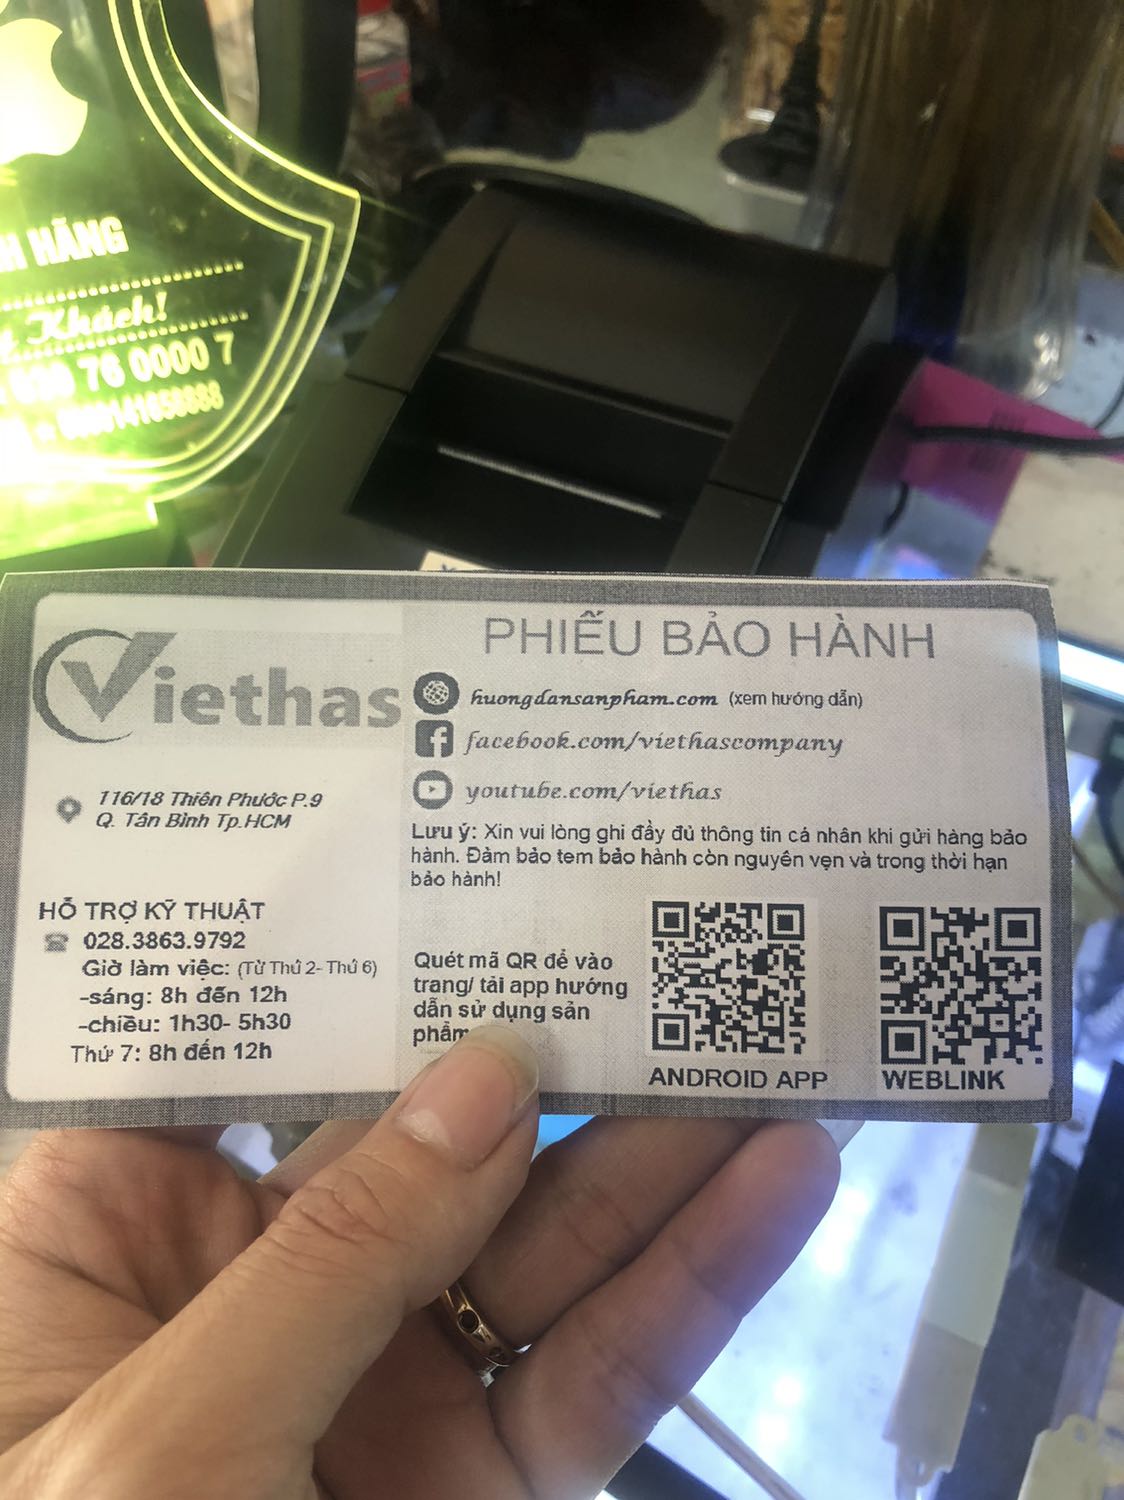 HÀNG
Khách!
76 0000 7
Viethas
116/18 Thiên Phước P.9
Q. Tân Bình Tp.HCM
HỖ TRỢ KỸ THUẬT
028.3863.9792
Giờ làm việc: (Từ Thứ 2- Thứ 6)
-sáng: 8h đến 12h
-chiều: 1h30- 5h30
Thứ 7: 8h đến 12h
PHIẾU BẢO HÀNH
huongdansanpham.com (xem hướng dẫn)
facebook.com/viethascompany
youtube.com/viethas
Lưu ý: Xin vui lòng ghi đầy đủ thông tin cá nhân khi gửi hàng bảo
hành. Đảm bảo tem bảo hành còn nguyên vẹn và trong thời hạn
bảo hành!
Quét mã QR để vào
trang/ tải app hướng
dẫn sử dụng sản
phẩm
ANDROID APP
WEBLINK